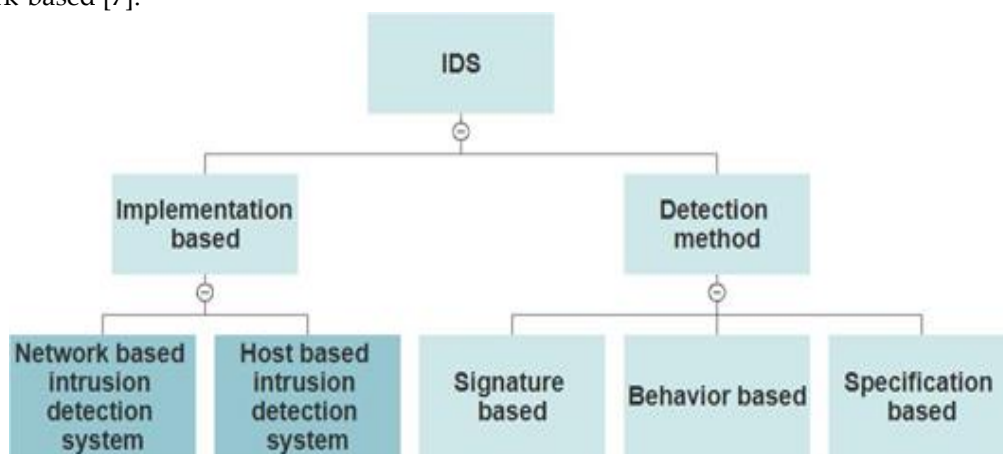 rk-based [7].
IDS
Implementation
based
Detection
method
Network based
intrusion
detection
system
Host based
intrusion
detection
system
Signature
based
Behavior based
Specification
based